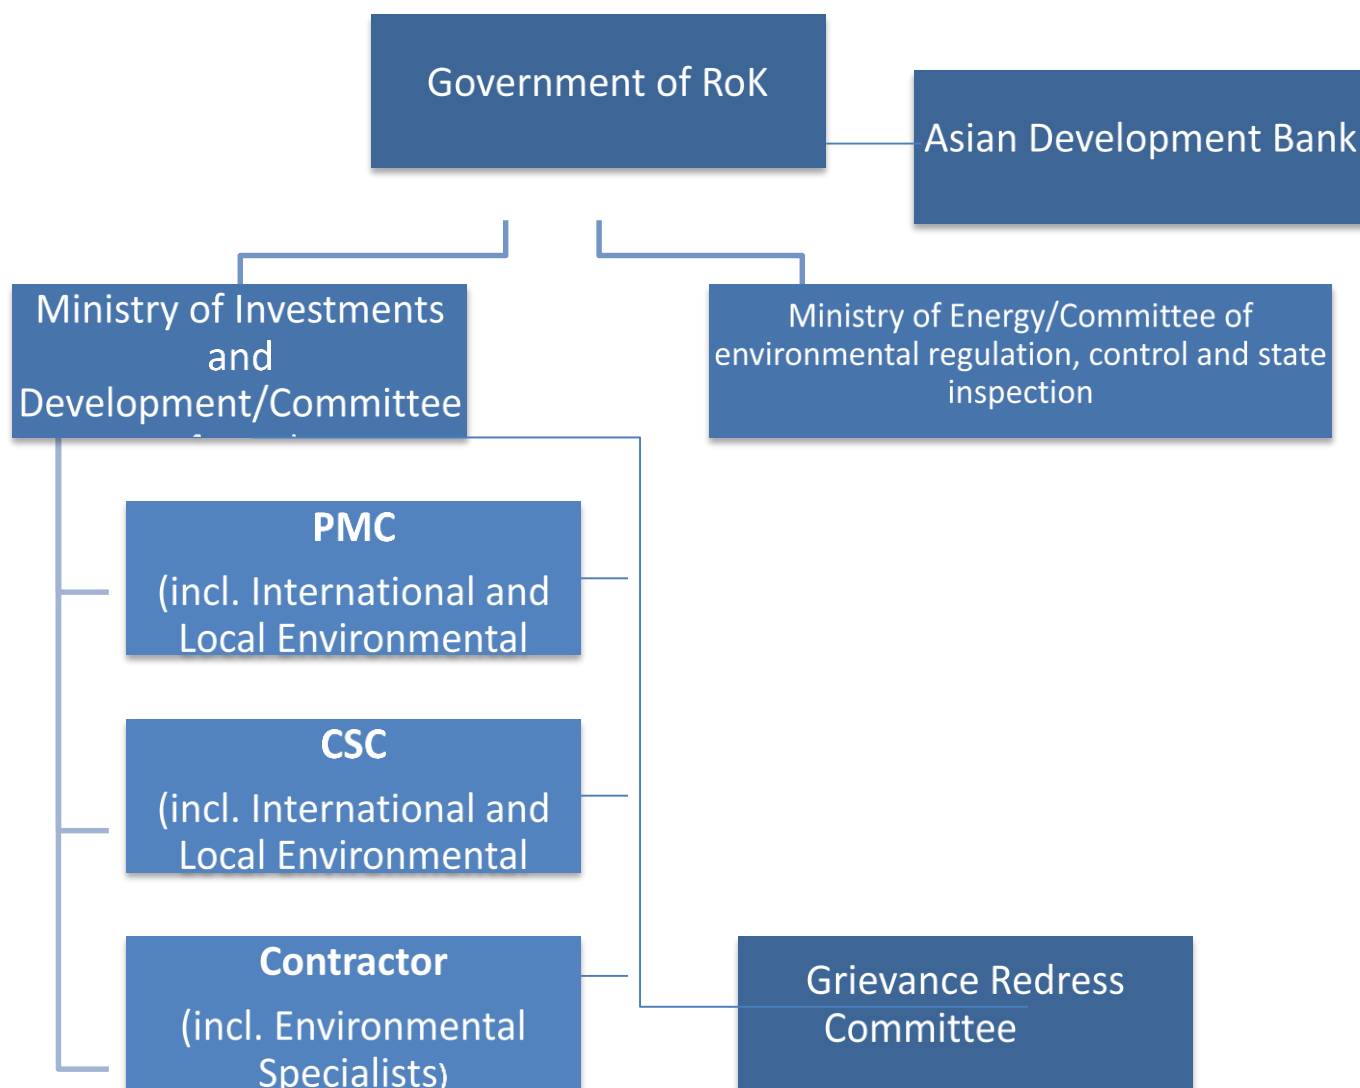 Government of RoK
Asian Development Bank
Ministry of Investments
and
Development/Committee
Ministry of Energy/Committee of
environmental regulation, control and state
inspection
PMC
(incl. International and
Local Environmental
CSC
(incl. International and
Local Environmental
Contractor
(incl. Environmental
Specialists)
Grievance Redress
Committee